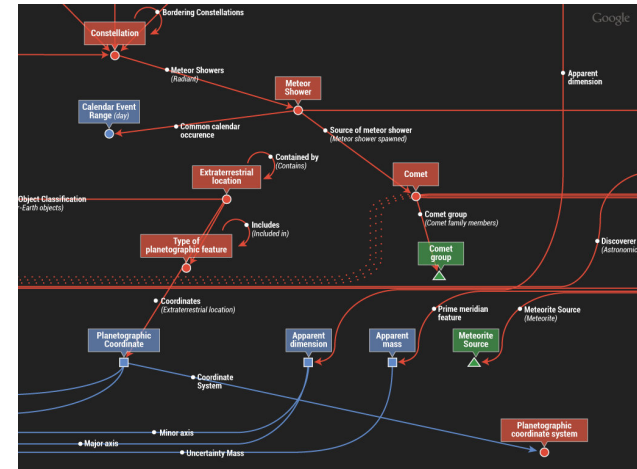 Bordering Constellations
Google
Constellation
Meteor Showers
(Radiant)
Apparent
dimension
Meteor
Shower
Calendar Event
Range (day)
Common calendar
occurence
Source of meteor shower
(Meteor shower spawned)
Contained by
(Contains)
Extraterrestrial
location
Comet
Object Classification
-Earth objects)
Comet group
(Comet family members)
Includes
(Included in)
Type of
planetographic feature
Comet
group
Discoverer
(Astronomic
Coordinates
(Extraterrestrial location)
Prime meridian
feature
Meteorite Source
(Meteorite)
Planetographic
Coordinate
Apparent
dimension
Apparent
mass
Meteorite
Source
Coordinate
System
Planetographic
coordinate system
Minor axis
Major axis
Uncertainty Mass